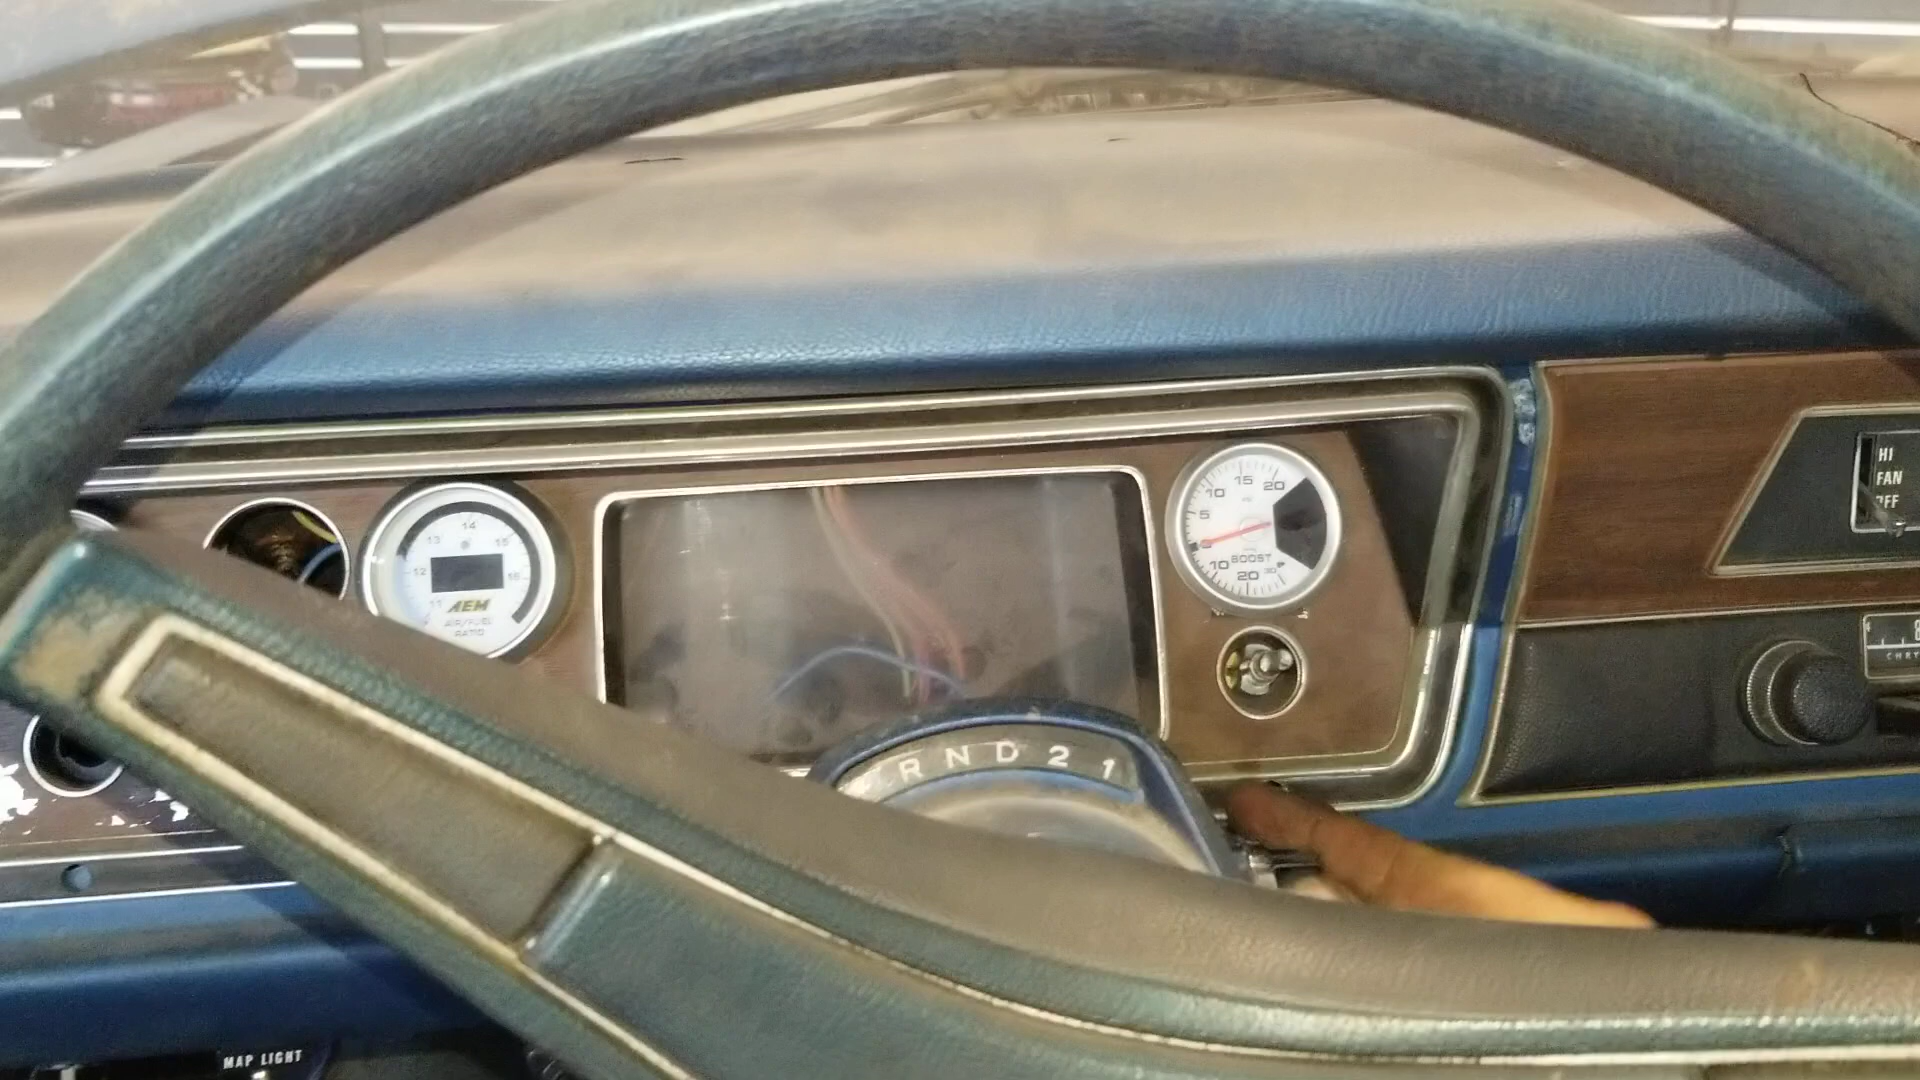 14
13 15
12 16
11
AEM
AIR/FUEL
RATIO
10 15 20
5
BOOST
10 30
20
R N D 2 1
HI
FAN
OFF
MAP LIGHT